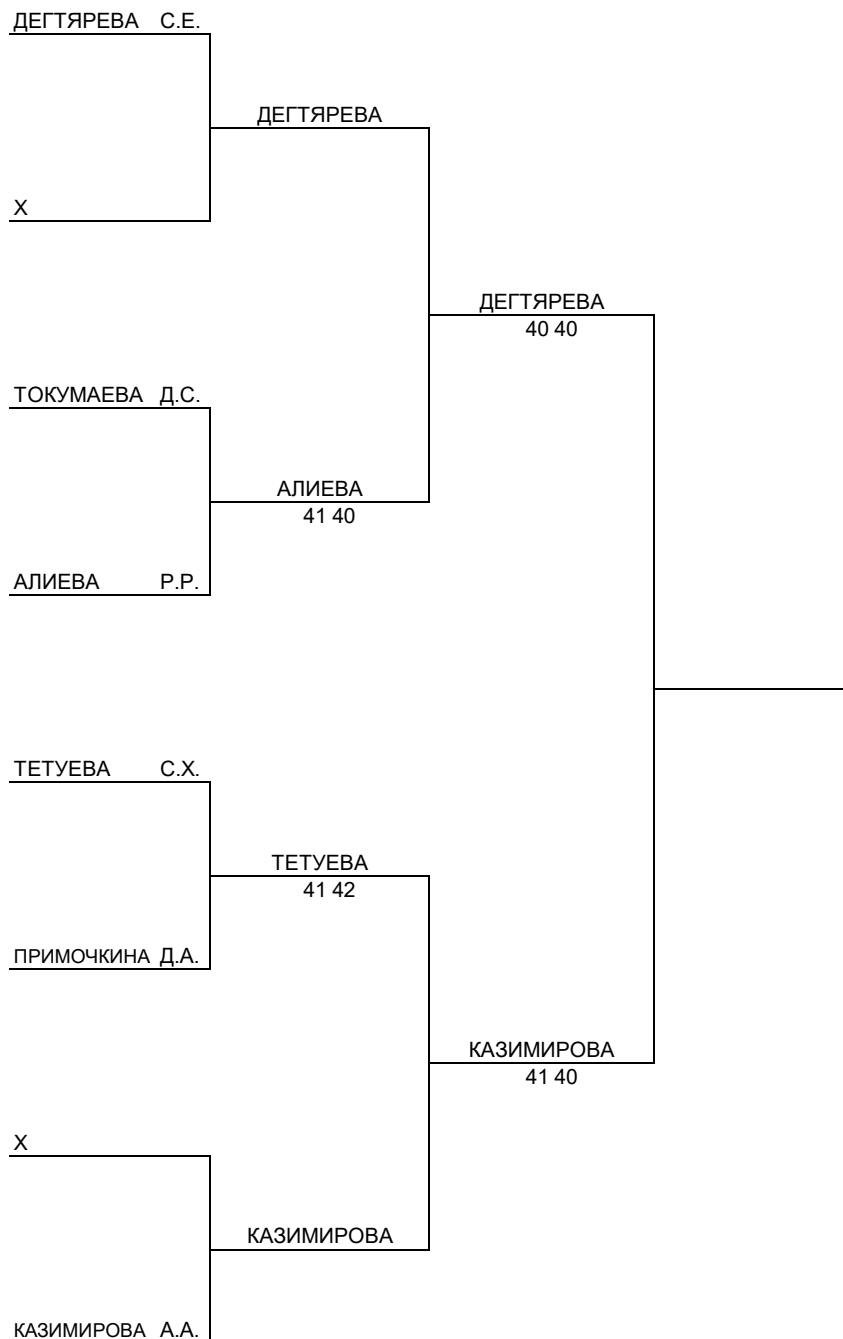 ДЕГТЯРЕВА С.Е.
ДЕГТЯРЕВА
Х
ДЕГТЯРЕВА
40 40
ТОКУМАЕВА Д.С.
АЛИЕВА
41 40
АЛИЕВА Р.Р.
ТЕТУЕВА С.Х.
ТЕТУЕВА
41 42
ПРИМОЧКИНА Д.А.
КАЗИМИРОВА
41 40
Х
КАЗИМИРОВА
КАЗИМИРОВА А.А.